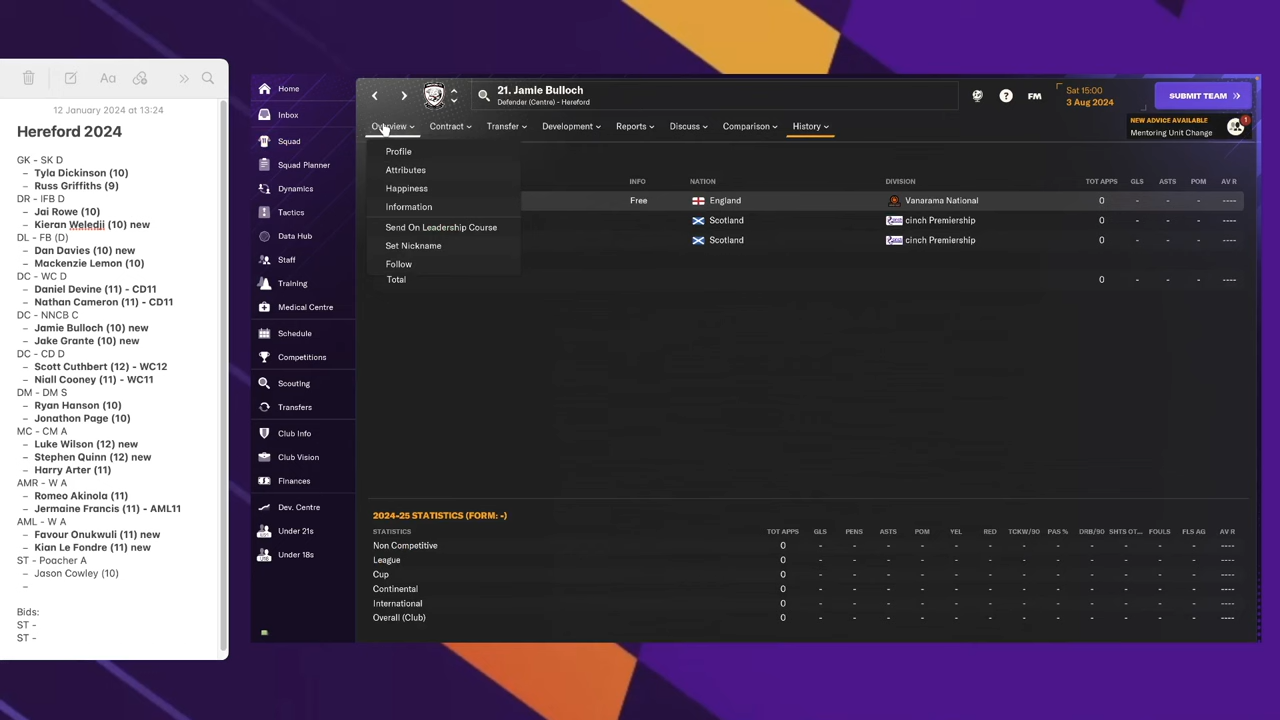 12 January 2024 at 13:24
Hereford 2024
GK - SK D
– Tyla Dickinson (10)
– Russ Griffiths (9)
DR - IFB D
– Jai Rowe (10)
– Kieran Weledji (10) new
DL - FB (D)
– Dan Davies (10) new
– Mackenzie Lemon (10)
DC - WC D
– Daniel Devine (11) - CD11
– Nathan Cameron (11) - CD11
DC - NNCB C
– Jamie Bulloch (10) new
– Jake Grante (10) new
DC - CD D
– Scott Cuthbert (12) - WC12
– Niall Cooney (11) - WC11
DM - DM S
– Ryan Hanson (10)
– Jonathon Page (10)
MC - CM A
– Luke Wilson (12) new
– Stephen Quinn (12) new
– Harry Arter (11)
AMR - W A
– Romeo Akinola (11)
– Jermaine Francis (11) - AML11
AML - W A
– Favour Onukwuli (11) new
– Kian Le Fondre (11) new
ST - Poacher A
– Jason Cowley (10)
–
Bids:
ST -
ST -
Home
Inbox
Squad
Squad Planner
Dynamics
Tactics
Data Hub
Staff
Training
Medical Centre
Schedule
Competitions
Scouting
Transfers
Club Info
Club Vision
Finances
Dev. Centre
Under 21s
Under 18s
21. Jamie Bulloch
Defender (Centre) - Hereford
? FM
Sat 15:00
3 Aug 2024
SUBMIT TEAM
NEW ADVICE AVAILABLE
Mentoring Unit Change
1
Overview Contract Transfer Development Reports Discuss Comparison History
Profile
Attributes
Happiness
Information
Send On Leadership Course
Set Nickname
Follow
INFO NATION DIVISION TOT APPS GLS ASTS POM AV R
Free England Vanarama National 0 - - - ----
Scotland cinch Premiership 0 - - - ----
Scotland cinch Premiership 0 - - - ----
Total 0 - - - ----
2024-25 STATISTICS (FORM: -)
STATISTICS TOT APPS GLS PENS ASTS POM YEL RED TCKW/90 PAS % DRB/90 SHTS OT... FOULS FLS AG AV R
Non Competitive 0 - - - - - - - - - - - - ----
League 0 - - - - - - - - - - - - ----
Cup 0 - - - - - - - - - - - - ----
Continental 0 - - - - - - - - - - - - ----
International 0 - - - - - - - - - - - - ----
Overall (Club) 0 - - - - - - - - - - - - ----